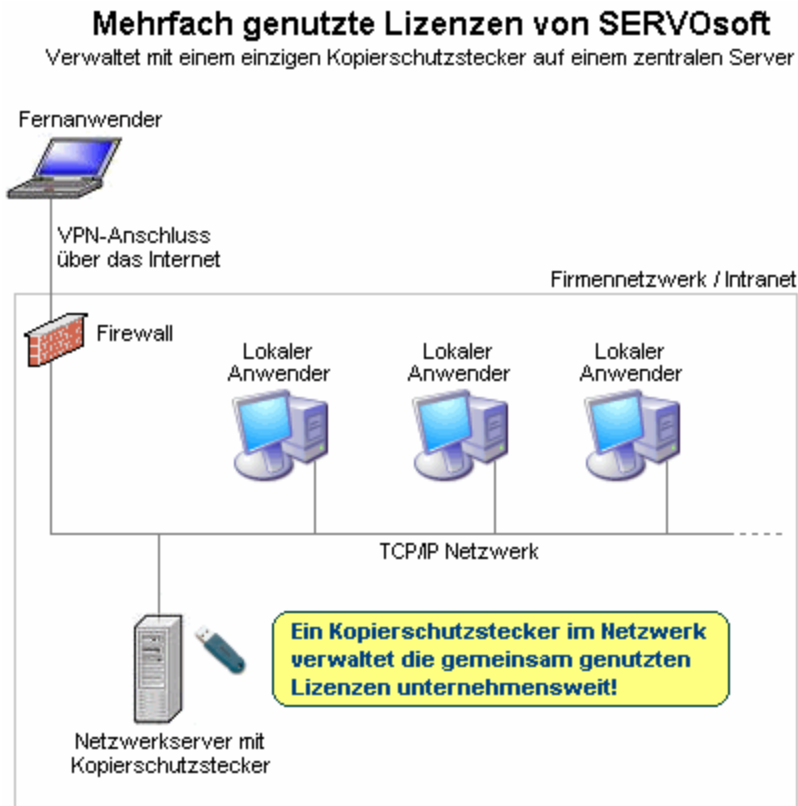 Mehrfach genutzte Lizenzen von SERVOsoft
Verwaltet mit einem einzigen Kopierschutzstecker auf einem zentralen Server
Fernanwender
VPN-Anschluss
über das Internet
Firmennetzwerk / Intranet
Firewall
Lokaler
Anwender
Lokaler
Anwender
Lokaler
Anwender
TCP/IP Netzwerk
Ein Kopierschutzstecker im Netzwerk
verwaltet die gemeinsam genutzten
Lizenzen unternehmensweit!
Netzwerkserver mit
Kopierschutzstecker